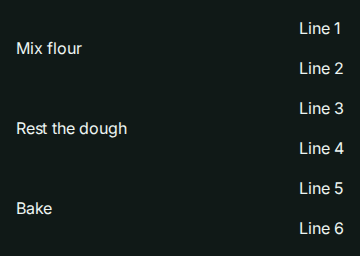 Mix flour
Rest the dough
Bake
Line 1
Line 2
Line 3
Line 4
Line 5
Line 6